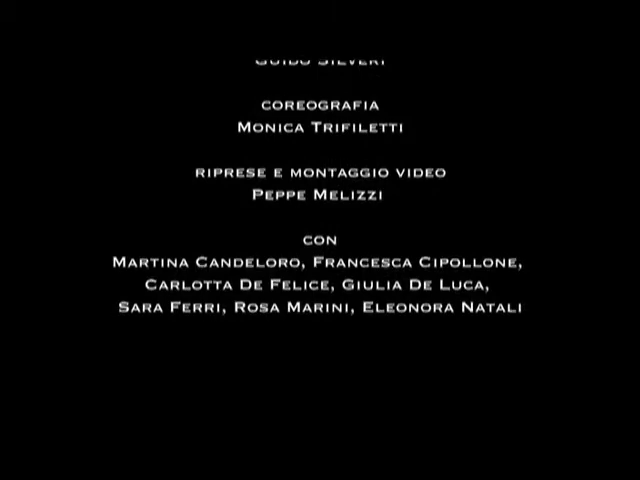 COREOGRAFIA
MONICA TRIFILETTI
RIPRESE E MONTAGGIO VIDEO
PEPPE MELIZZI
CON
MARTINA CANDELORO, FRANCESCA CIPOLLONE,
CARLOTTA DE FELICE, GIULIA DE LUCA,
SARA FERRI, ROSA MARINI, ELEONORA NATALI